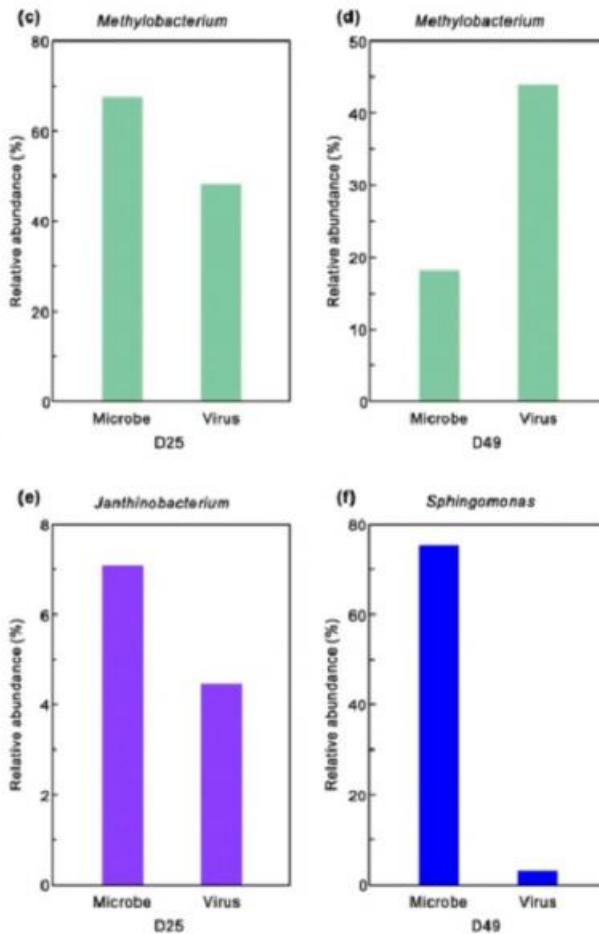 (c) Methylobacterium
80
60
40
20
0
Relative abundance (%)
Microbe Virus
D25
(d) Methylobacterium
50
40
30
20
10
0
Relative abundance (%)
Microbe Virus
D49
(e) Janthinobacterium
8
6
4
2
0
Relative abundance (%)
Microbe Virus
D25
(f) Sphingomonas
80
60
40
20
0
Relative abundance (%)
Microbe Virus
D49